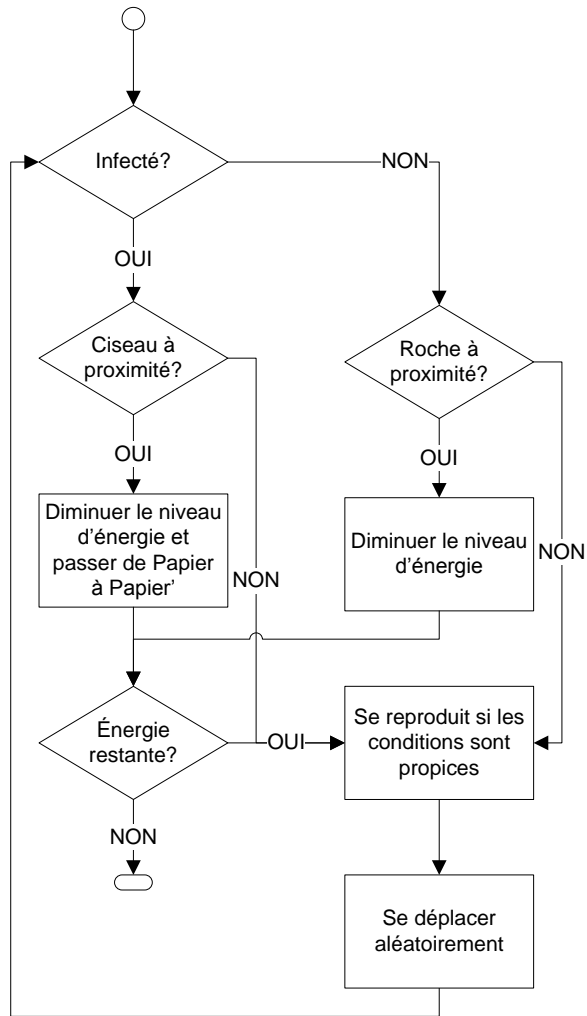 Infecté?
NON
OUI
Ciseau à
proximité?
Roche à
proximité?
OUI
OUI
Diminuer le niveau
d'énergie et
passer de Papier
à Papier'
Diminuer le niveau
d'énergie
NON
NON
Énergie
restante?
OUI
Se reproduit si les
conditions sont
propices
NON
Se déplacer
aléatoirement